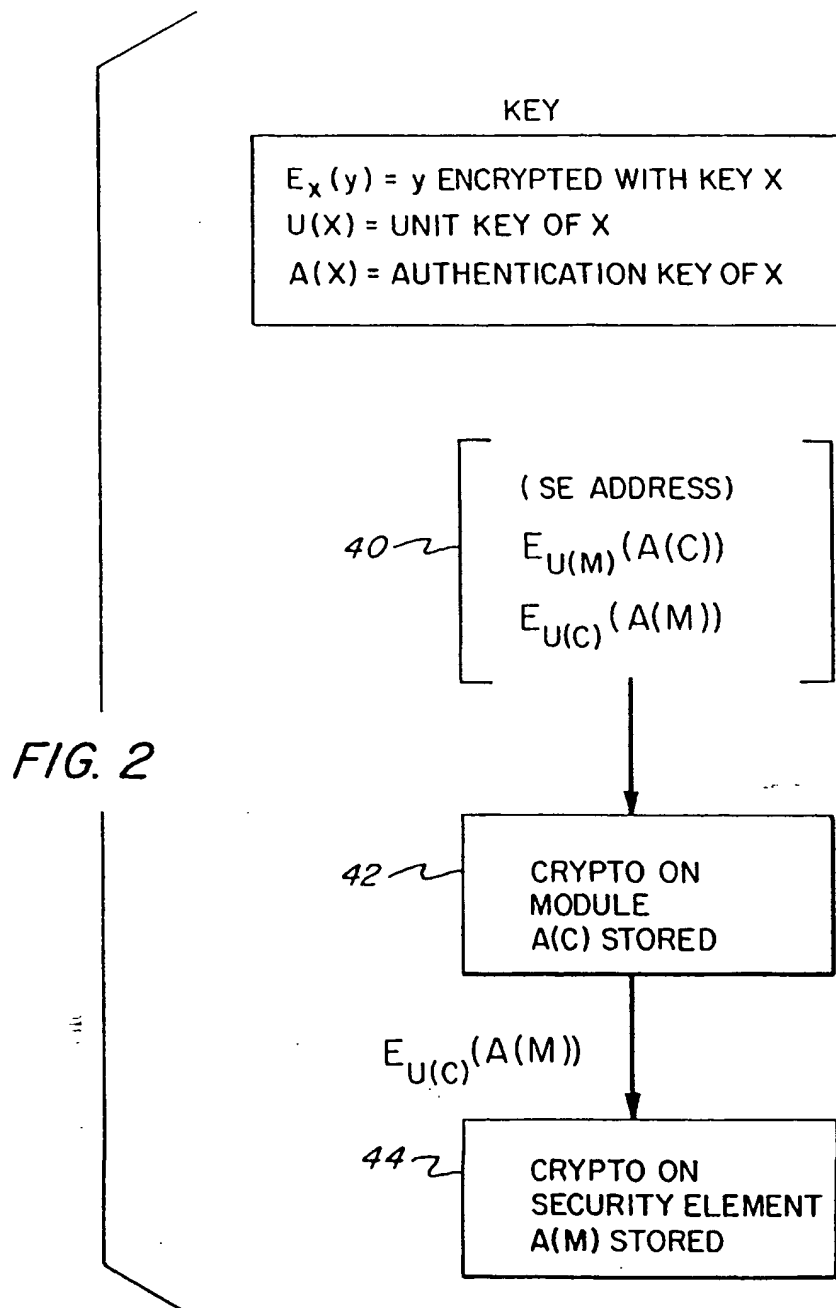 KEY
E_X(y) = y ENCRYPTED WITH KEY X
U(X) = UNIT KEY OF X
A(X) = AUTHENTICATION KEY OF X
(SE ADDRESS)
40
E_U(M)(A(C))
E_U(C)(A(M))
FIG. 2
42
CRYPTO ON
MODULE
A(C) STORED
E_U(C)(A(M))
44
CRYPTO ON
SECURITY ELEMENT
A(M) STORED